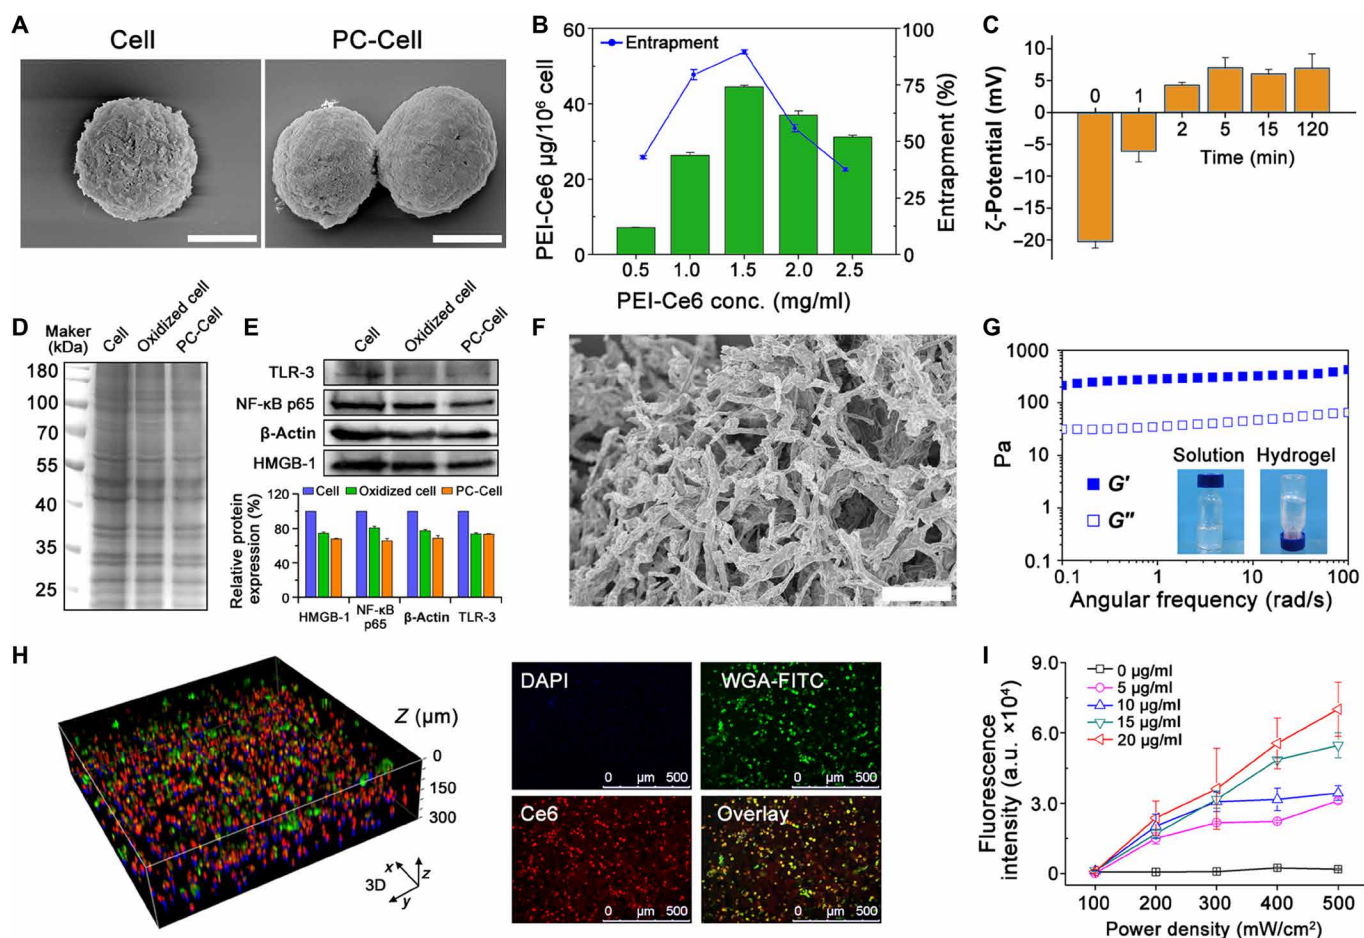 A
Cell
PC-Cell
B
Entrapment
PEI-Ce6 μg/10⁶ cell
60
40
20
0
100
75
50
25
0
Entrapment (%)
0.5 1.0 1.5 2.0 2.5
PEI-Ce6 conc. (mg/ml)
C
ζ-Potential (mV)
10
5
0
−5
−10
−15
−20
0 1
2 5 15 120
Time (min)
D
Maker
(kDa)
Cell
Oxidized cell
PC-Cell
180
100
70
55
40
35
25
E
Cell
Oxidized cell
PC-Cell
TLR-3
NF-κB p65
β-Actin
HMGB-1
Cell Oxidized cell PC-Cell
Relative protein
expression (%)
120
80
40
0
HMGB-1 NF-κB
p65 β-Actin TLR-3
F
G
Pa
1000
100
10
1
0.1
Solution Hydrogel
G′
G″
0.1 1 10 100
Angular frequency (rad/s)
H
Z (μm)
0
150
300
3D
x
z
y
DAPI
0 μm 500
WGA-FITC
0 μm 500
Ce6
0 μm 500
Overlay
0 μm 500
I
Fluorescence
intensity (a.u. ×10⁴)
9.0
6.0
3.0
0
0 μg/ml
5 μg/ml
10 μg/ml
15 μg/ml
20 μg/ml
100 200 300 400 500
Power density (mW/cm²)